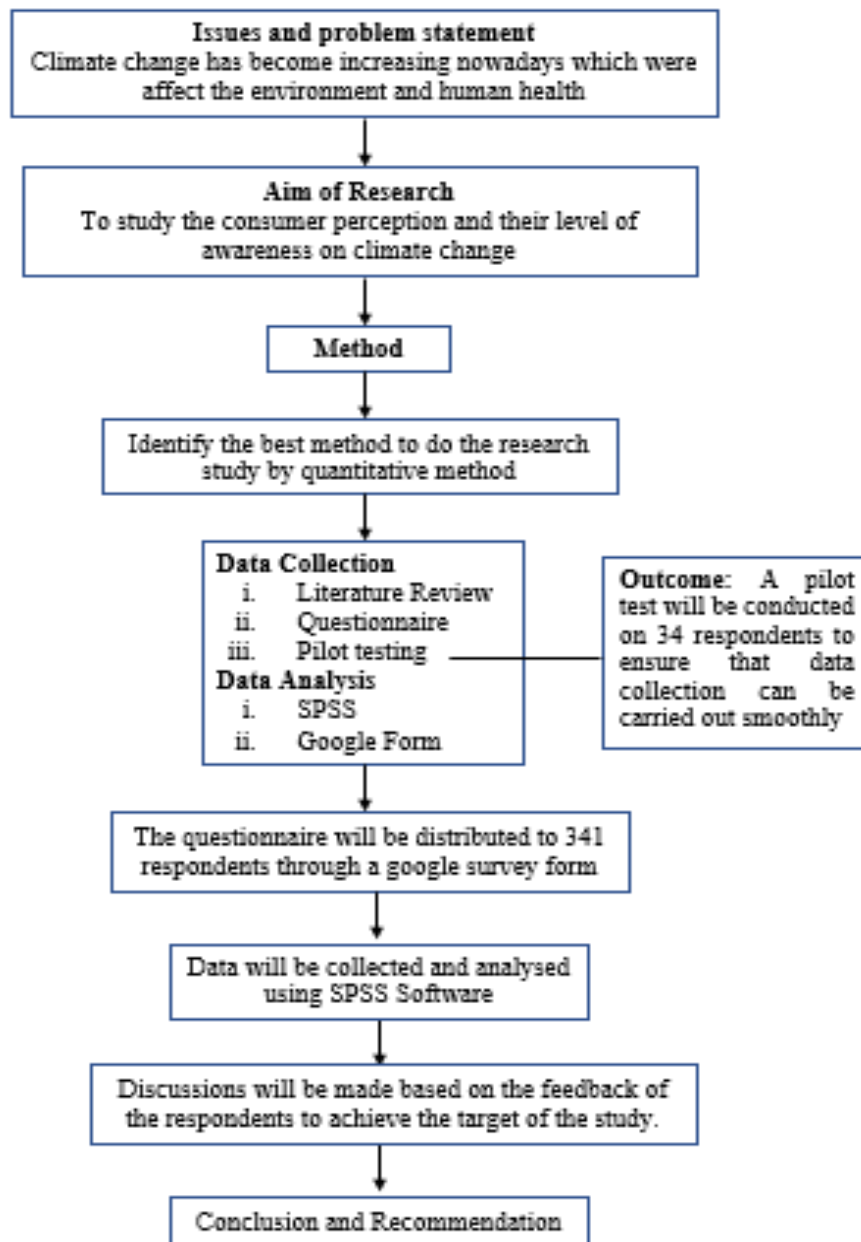 Issues and problem statement
Climate change has become increasing nowadays which were
affect the environment and human health
Aim of Research
To study the consumer perception and their level of
awareness on climate change
Method
Identify the best method to do the research
study by quantitative method
Data Collection
i. Literature Review
ii. Questionnaire
iii. Pilot testing
Data Analysis
i. SPSS
ii. Google Form
Outcome: A pilot
test will be conducted
on 34 respondents to
ensure that data
collection can be
carried out smoothly
The questionnaire will be distributed to 341
respondents through a google survey form
Data will be collected and analysed
using SPSS Software
Discussions will be made based on the feedback of
the respondents to achieve the target of the study.
Conclusion and Recommendation